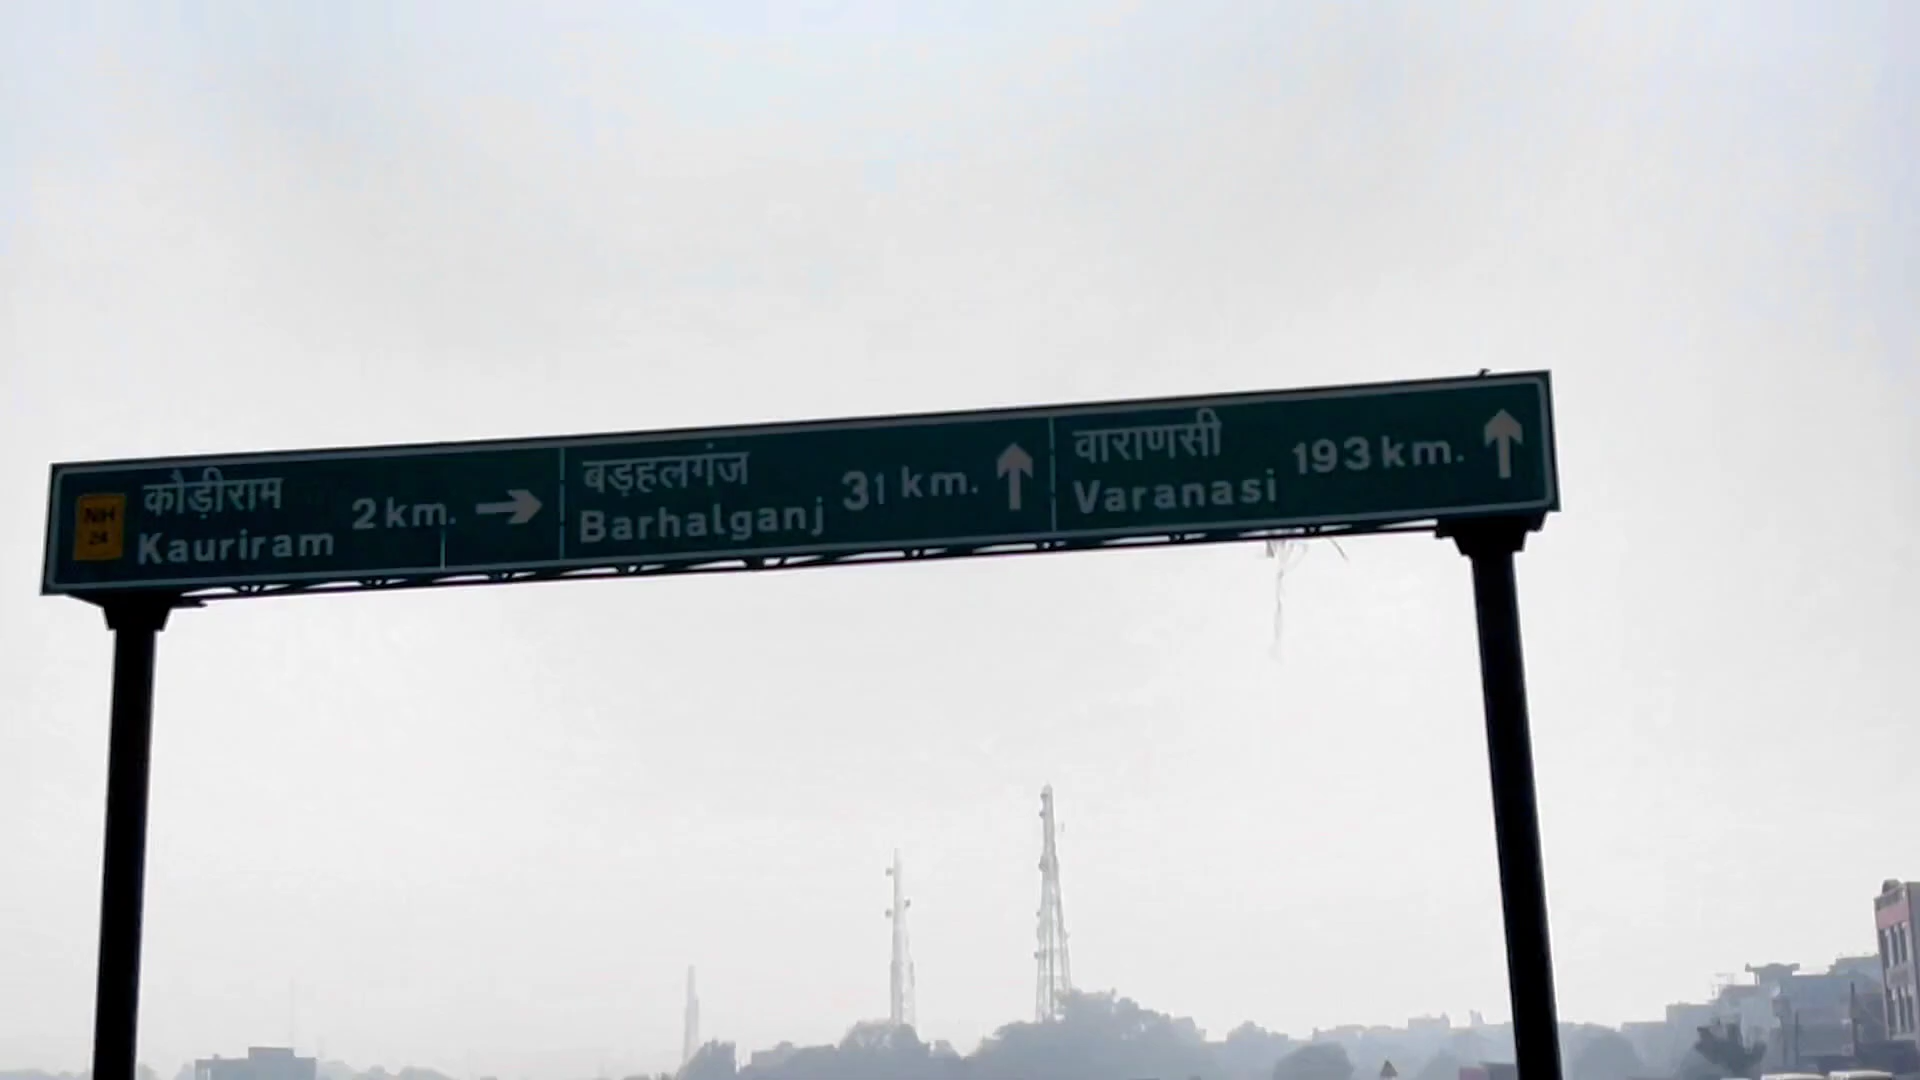 NH
24
कौड़ीराम
Kauriram
2 km.
बड़हलगंज
Barhalganj
31 km.
वाराणसी
Varanasi
193 km.